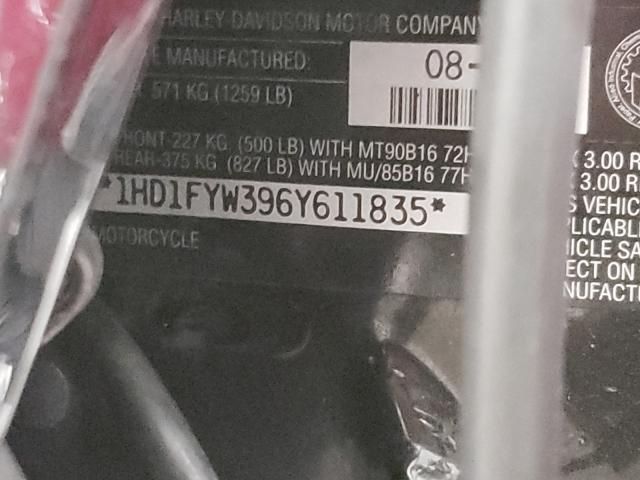 HARLEY-DAVIDSON MOTOR COMPANY
MANUFACTURED:
08-
571 KG (1259 LB)
FRONT-227 KG (500 LB) WITH MT90B16 72H
REAR-375 KG (827 LB) WITH MU/85B16 77H
3.00 R
3.00 R
*1HD1FYW396Y611835*
S VEHIC
PLICABLE
HICLE SA
ECT ON
NUFACTU
MOTORCYCLE